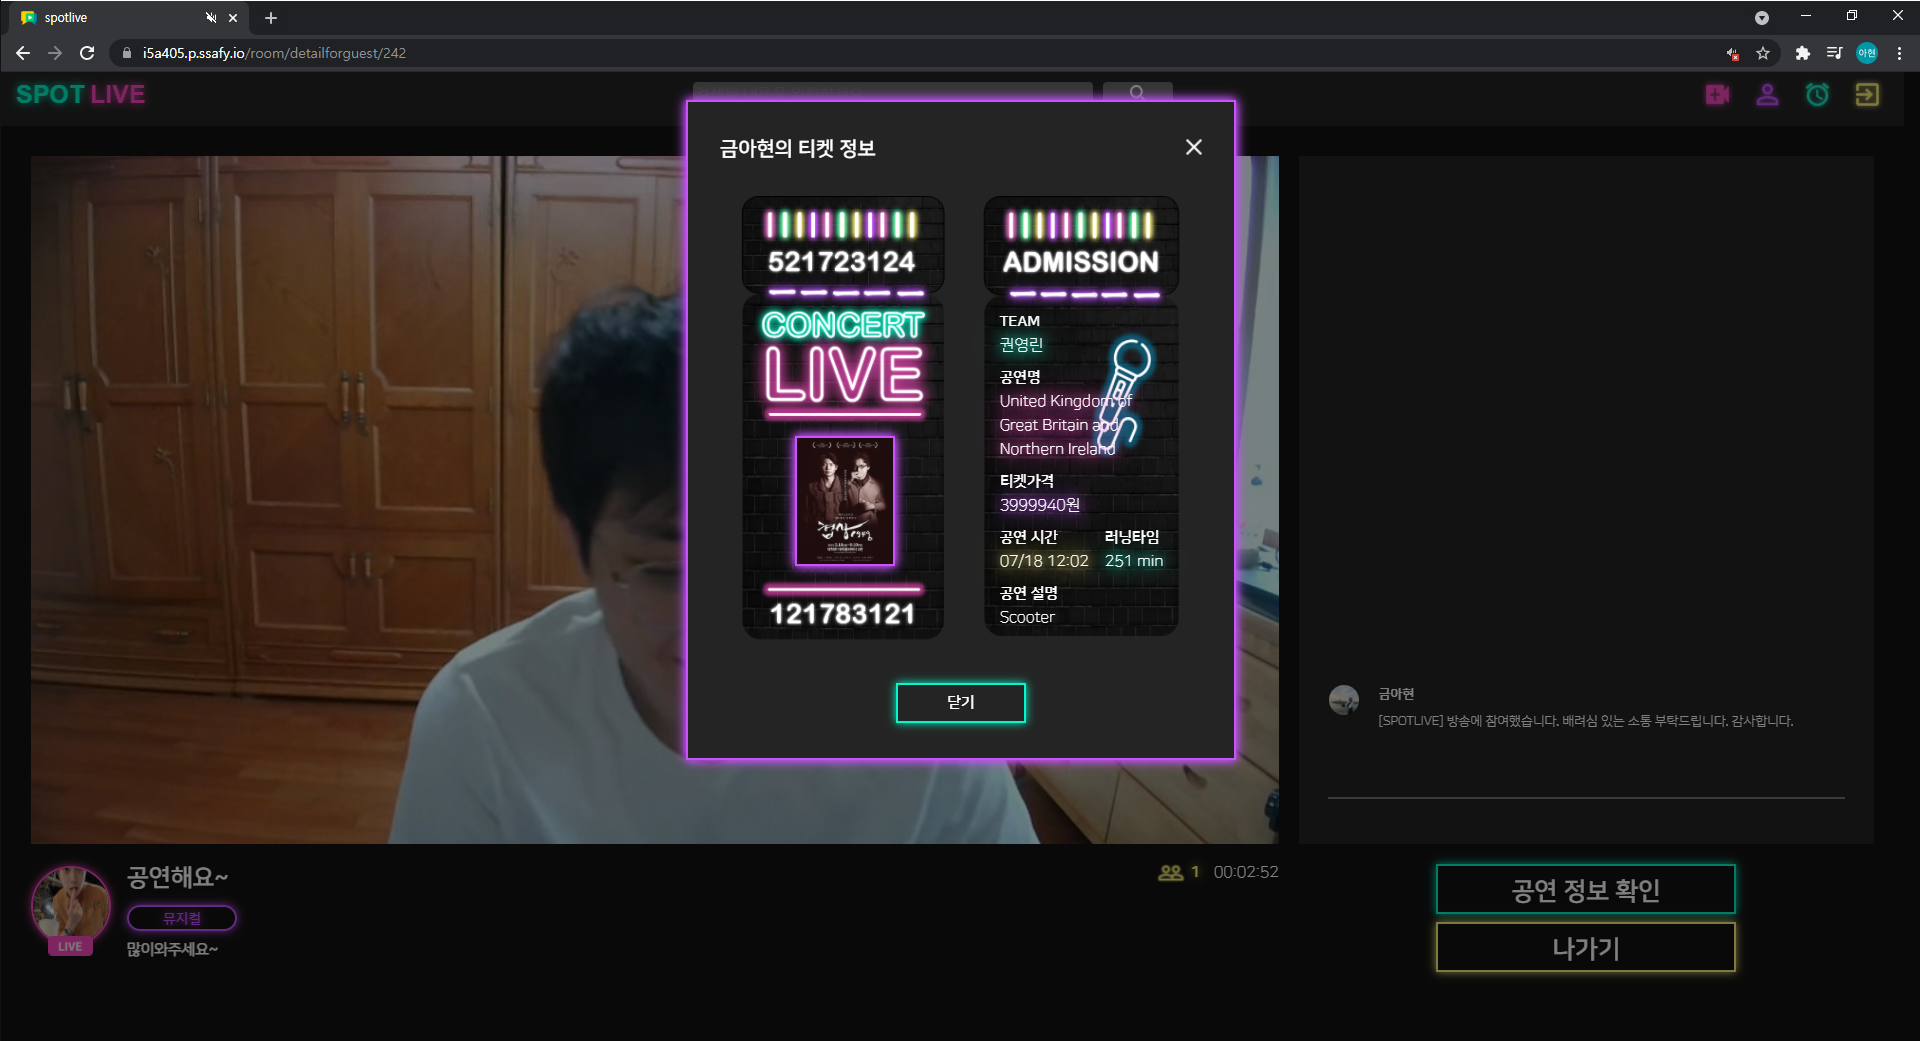 spotlive
i5a405.p.ssafy.io/room/detailforguest/242
아현
SPOT LIVE
금아현의 티켓 정보
521723124
CONCERT
LIVE
협상
121783121
ADMISSION
TEAM
권영린
공연명
United Kingdom of
Great Britain and
Northern Ireland
티켓가격
3999940원
공연 시간
러닝타임
07/18 12:02
251 min
공연 설명
Scooter
닫기
금아현
[SPOTLIVE] 방송에 참여했습니다. 배려심 있는 소통 부탁드립니다. 감사합니다.
공연해요~
뮤지컬
LIVE
많이와주세요~
1
00:02:52
공연 정보 확인
나가기